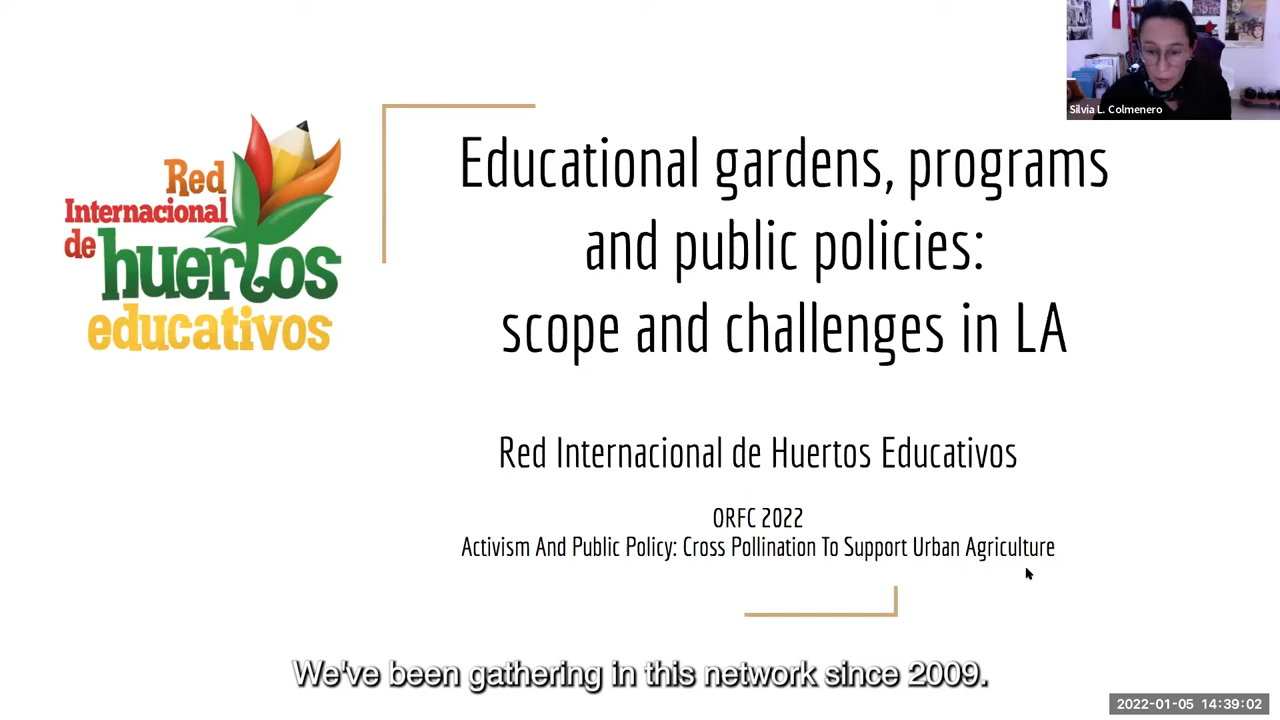 Silvia L. Colmenero
Red
Internacional
de huertos
educativos
Educational gardens, programs
and public policies:
scope and challenges in LA
Red Internacional de Huertos Educativos
ORFC 2022
Activism And Public Policy: Cross Pollination To Support Urban Agriculture
We've been gathering in this network since 2009.
2022-01-05 14:39:02